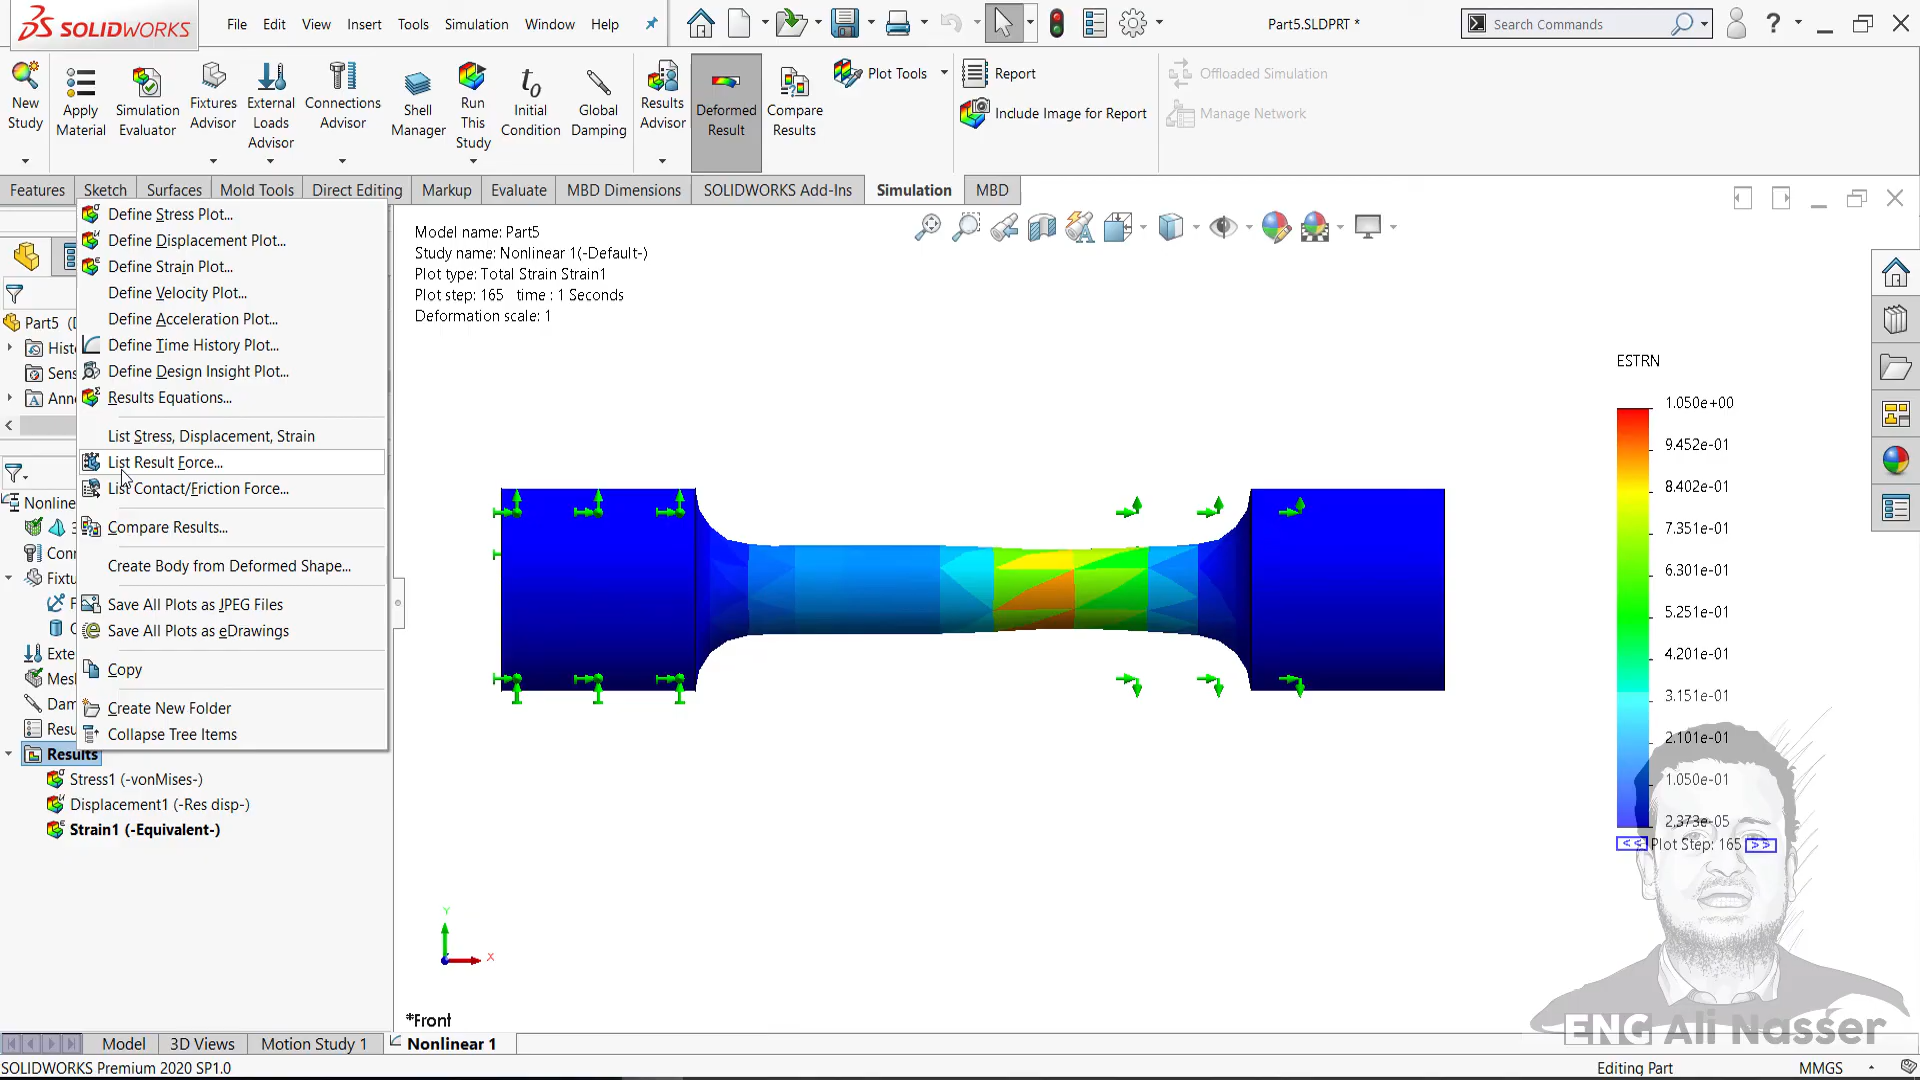 SOLIDWORKS
File Edit View Insert Tools Simulation Window Help
Part5.SLDPRT *
Search Commands
New Study
Apply Material
Simulation Evaluator
Fixtures Advisor
External Loads Advisor
Connections Advisor
Shell Manager
Run This Study
Initial Condition
Global Damping
Results Advisor
Deformed Result
Compare Results
Plot Tools
Report
Include Image for Report
Offloaded Simulation
Manage Network
Features Sketch Surfaces Mold Tools Direct Editing Markup Evaluate MBD Dimensions SOLIDWORKS Add-Ins Simulation MBD
Define Stress Plot...
Define Displacement Plot...
Define Strain Plot...
Define Velocity Plot...
Define Acceleration Plot...
Define Time History Plot...
Define Design Insight Plot...
Results Equations...
List Stress, Displacement, Strain
List Result Force...
List Contact/Friction Force...
Compare Results...
Create Body from Deformed Shape...
Save All Plots as JPEG Files
Save All Plots as eDrawings
Copy
Create New Folder
Collapse Tree Items
Part5 (D
Hist
Sens
Anno
Nonline
Conn
Fixtu
Exte
Mesh
Dam
Resu
Results
Stress1 (-vonMises-)
Displacement1 (-Res disp-)
Strain1 (-Equivalent-)
Model name: Part5
Study name: Nonlinear 1(-Default-)
Plot type: Total Strain Strain1
Plot step: 165 time : 1 Seconds
Deformation scale: 1
ESTRN
1.050e+00
9.452e-01
8.402e-01
7.351e-01
6.301e-01
5.251e-01
4.201e-01
3.151e-01
2.101e-01
1.050e-01
2.373e-05
<< Plot Step: 165 >>
Y
X
*Front
ENG Ali Nasser
Model 3D Views Motion Study 1 Nonlinear 1
SOLIDWORKS Premium 2020 SP1.0
Editing Part
MMGS